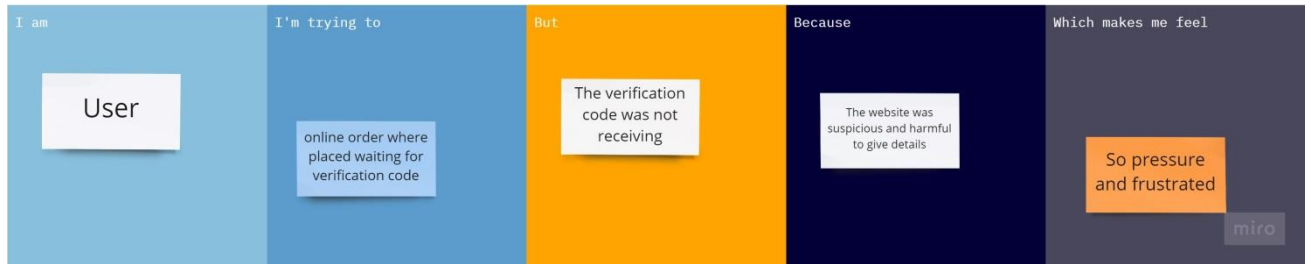 I am
User
I'm trying to
online order where
placed waiting for
verification code
But
The verification
code was not
receiving
Because
The website was
suspicious and harmful
to give details
Which makes me feel
So pressure
and frustrated
miro